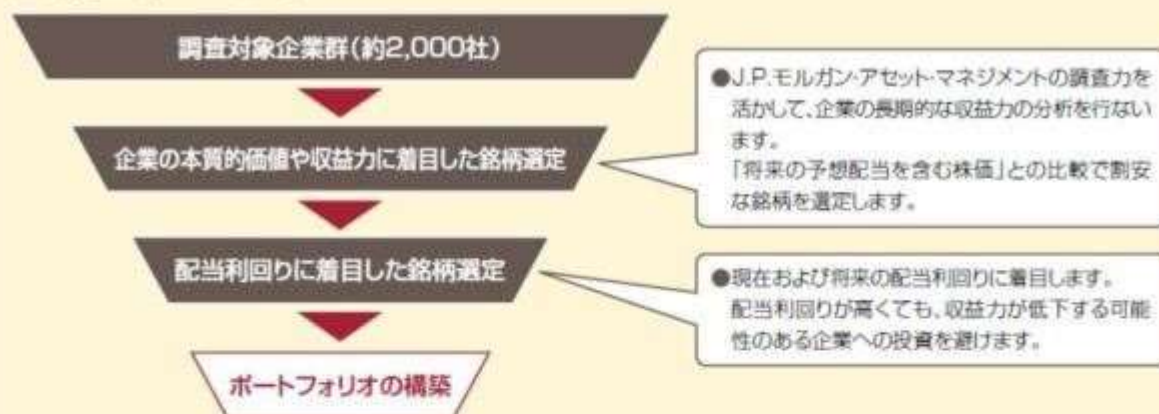 調査対象企業群(約2,000社)
●J.P.モルガン・アセット・マネジメントの調査力を
活かして、企業の長期的な収益力の分析を行ない
ます。
「将来の予想配当を含む株価」との比較で割安
な銘柄を選定します。
企業の本質的価値や収益力に着目した銘柄選定
配当利回りに着目した銘柄選定
●現在および将来の配当利回りに着目します。
配当利回りが高くても、収益力が低下する可能
性のある企業への投資を避けます。
ポートフォリオの構築